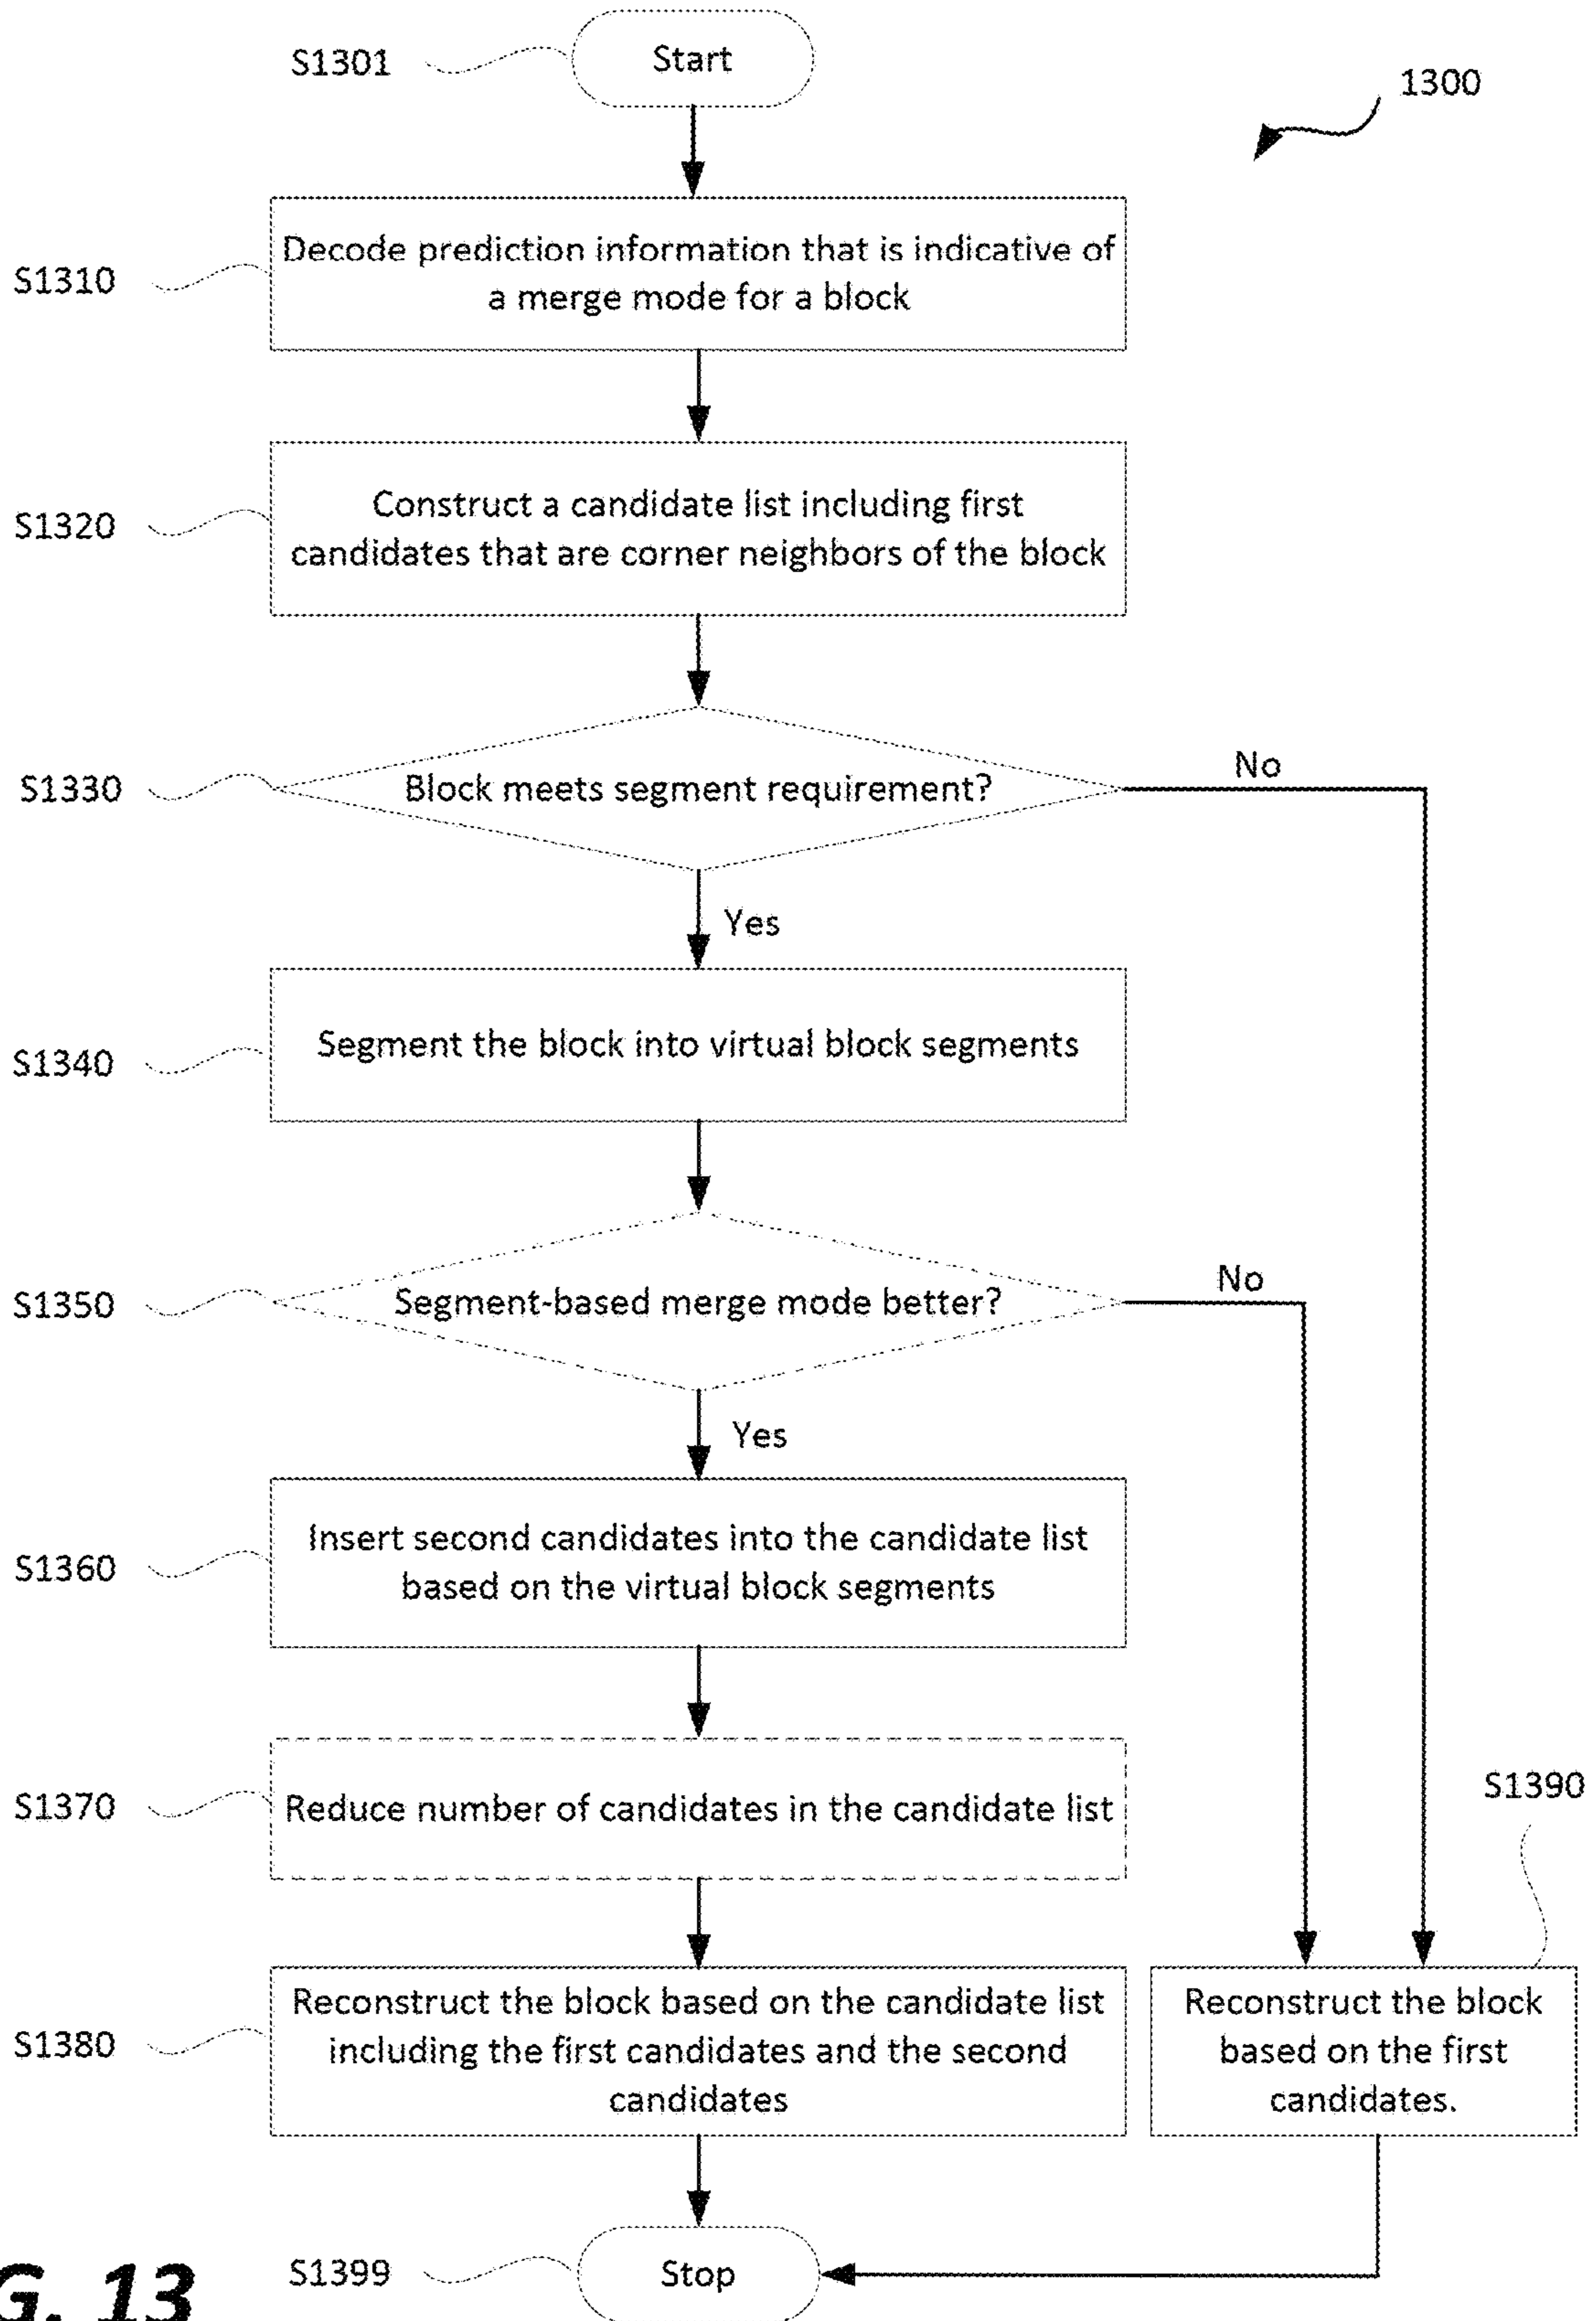 S1301
Start
1300
S1310
Decode prediction information that is indicative of
a merge mode for a block
S1320
Construct a candidate list including first
candidates that are corner neighbors of the block
S1330
Block meets segment requirement?
No
Yes
S1340
Segment the block into virtual block segments
S1350
Segment-based merge mode better?
No
Yes
S1360
Insert second candidates into the candidate list
based on the virtual block segments
S1370
Reduce number of candidates in the candidate list
S1390
S1380
Reconstruct the block based on the candidate list
including the first candidates and the second
candidates
Reconstruct the block
based on the first
candidates.
S1399
Stop
G. 13